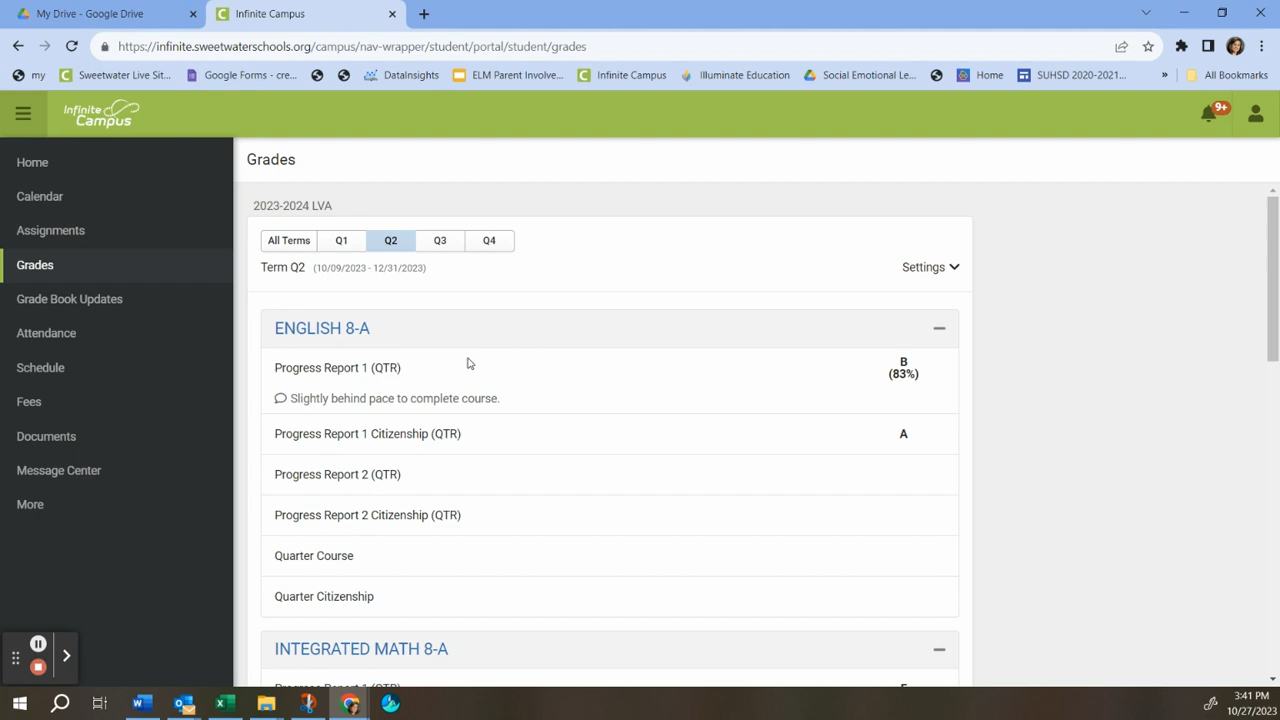 My Drive - Google Drive
Infinite Campus
https://infinite.sweetwaterschools.org/campus/nav-wrapper/student/portal/student/grades
my
Sweetwater Live Sit...
Google Forms - cre...
DataInsights
ELM Parent Involve...
Infinite Campus
Illuminate Education
Social Emotional Le...
Home
SUHSD 2020-2021...
»
All Bookmarks
Infinite Campus
9+
Home
Calendar
Assignments
Grades
Grade Book Updates
Attendance
Schedule
Fees
Documents
Message Center
More
Grades
2023-2024 LVA
All Terms Q1 Q2 Q3 Q4
Term Q2 (10/09/2023 - 12/31/2023)
Settings
ENGLISH 8-A
Progress Report 1 (QTR)
B
(83%)
Slightly behind pace to complete course.
Progress Report 1 Citizenship (QTR)
A
Progress Report 2 (QTR)
Progress Report 2 Citizenship (QTR)
Quarter Course
Quarter Citizenship
INTEGRATED MATH 8-A
3:41 PM
10/27/2023